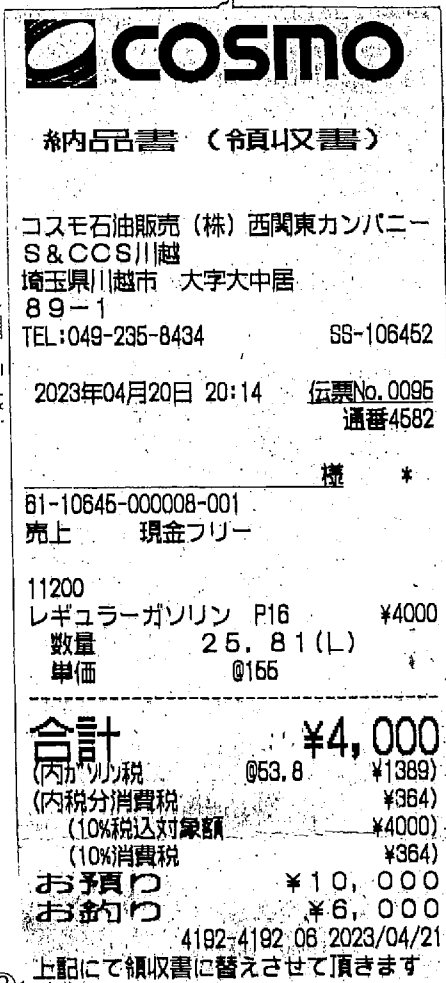 COSMO
納品書（領収書）
コスモ石油販売（株）西関東カンパニー
S&CCS川越
埼玉県川越市 大字大中居
89-1
TEL:049-235-8434 SS-106452
2023年04月20日 20:14 伝票No.0095
通番4582
様 *
61-10645-000008-001
売上 現金フリー
11200
レギュラーガソリン P16 ¥4000
数量 25.81(L)
単価 @155
合計 ¥4,000
(内ガソリン税 @53.8 ¥1389)
(内税分消費税 ¥364)
(10%税込対象額 ¥4000)
(10%消費税 ¥364)
お預り ¥10,000
お釣り ¥6,000
4192-4192 06 2023/04/21
上記にて領収書に替えさせて頂きます